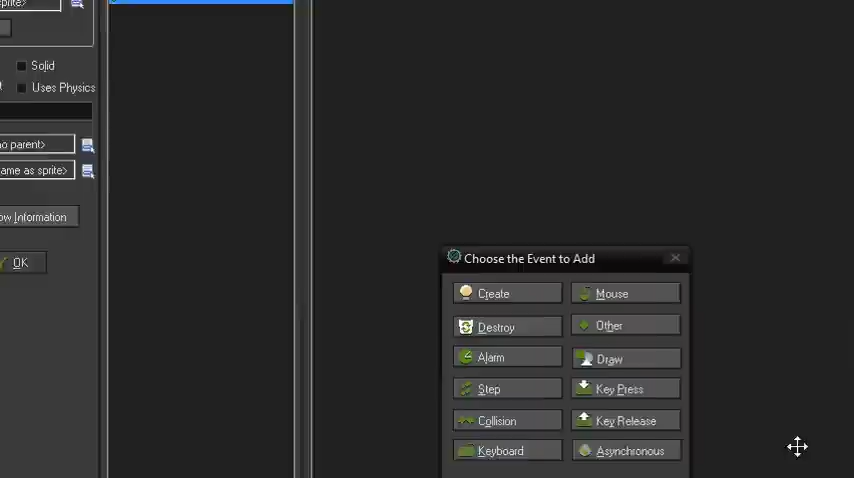 sprite>
Solid
Uses Physics
no parent>
ame as sprite>
ow Information
OK
Choose the Event to Add
Create
Mouse
Destroy
Other
Alarm
Draw
Step
Key Press
Collision
Key Release
Keyboard
Asynchronous